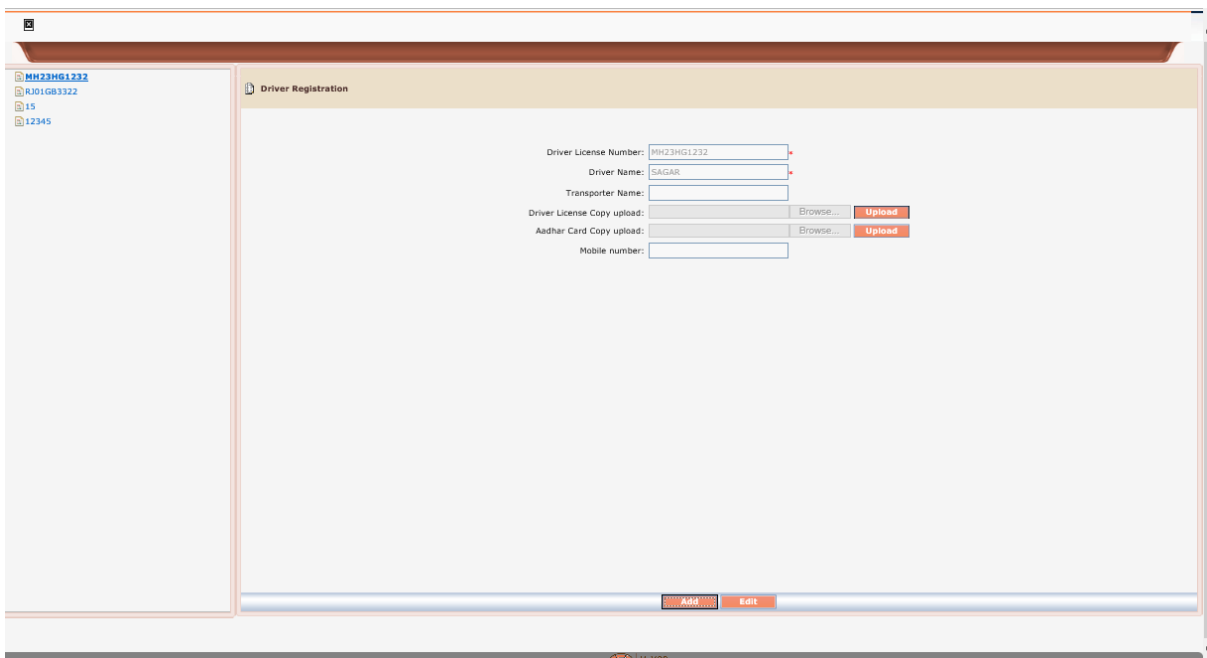 MH23HG1232
RJ01GB3322
15
12345
Driver Registration
Driver License Number: MH23HG1232 *
Driver Name: SAGAR *
Transporter Name:
Driver License Copy upload: Browse... Upload
Aadhar Card Copy upload: Browse... Upload
Mobile number:
Add Edit